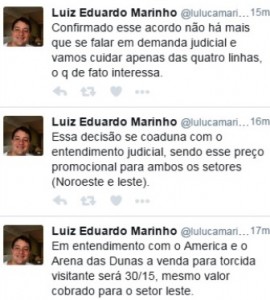 Luiz Eduardo Marinho @lulucamari... 15m
Confirmado esse acordo não há mais
que se falar em demanda judicial e
vamos cuidar apenas das quatro linhas,
o q de fato interessa.
Luiz Eduardo Marinho @lulucamari... 16m
Essa decisão se coaduna com o
entendimento judicial, sendo esse preço
promocional para ambos os setores
(Noroeste e leste).
Luiz Eduardo Marinho @lulucamari... 17m
Em entendimento com o America e o
Arena das Dunas a venda para torcida
visitante será 30/15, mesmo valor
cobrado para o setor leste.